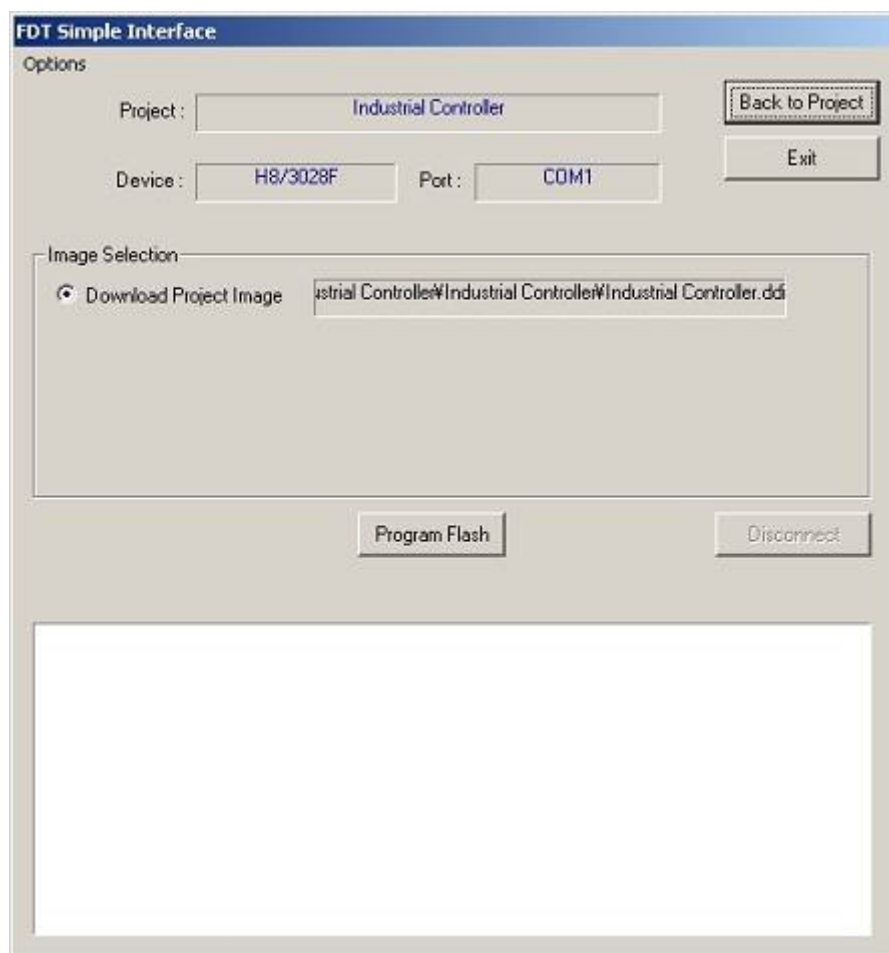 FDT Simple Interface
Options
Project : Industrial Controller Back to Project
Exit
Device : H8/3028F Port : COM1
Image Selection
Download Project Image ustrial Controller¥Industrial Controller¥Industrial Controller.ddi
Program Flash Disconnect